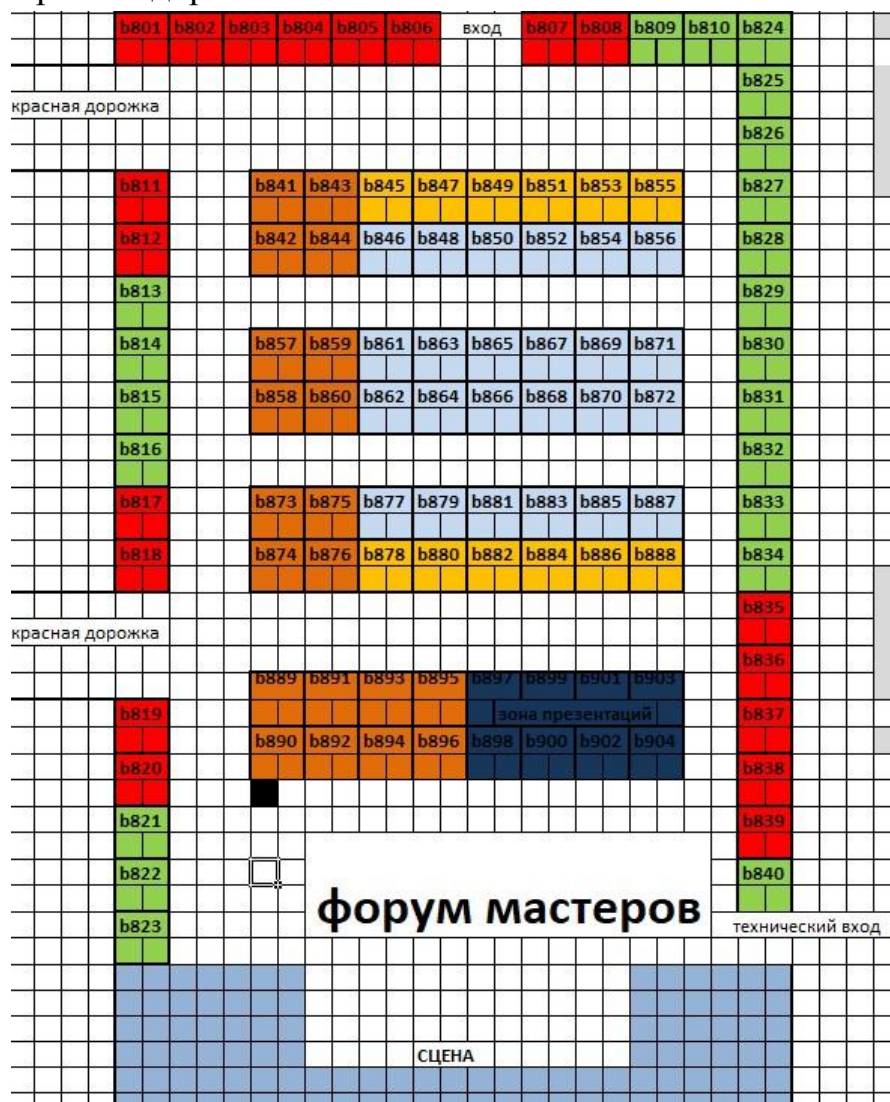 b801 b802 b803 b804 b805 b806 вход b807 b808 b809 b810 b824
b825
красная дорожка
b826
b811 b841 b843 b845 b847 b849 b851 b853 b855 b827
b812 b842 b844 b846 b848 b850 b852 b854 b856 b828
b813 b829
b814 b857 b859 b861 b863 b865 b867 b869 b871 b830
b815 b858 b860 b862 b864 b866 b868 b870 b872 b831
b816 b832
b817 b873 b875 b877 b879 b881 b883 b885 b887 b833
b818 b874 b876 b878 b880 b882 b884 b886 b888 b834
b835
красная дорожка
b836
b889 b891 b893 b895 b897 b899 b901 b903
b819 зона презентаций b837
b890 b892 b894 b896 b898 b900 b902 b904
b820 b838
b821 b839
b822 b840
форум мастеров
b823 технический вход
СЦЕНА